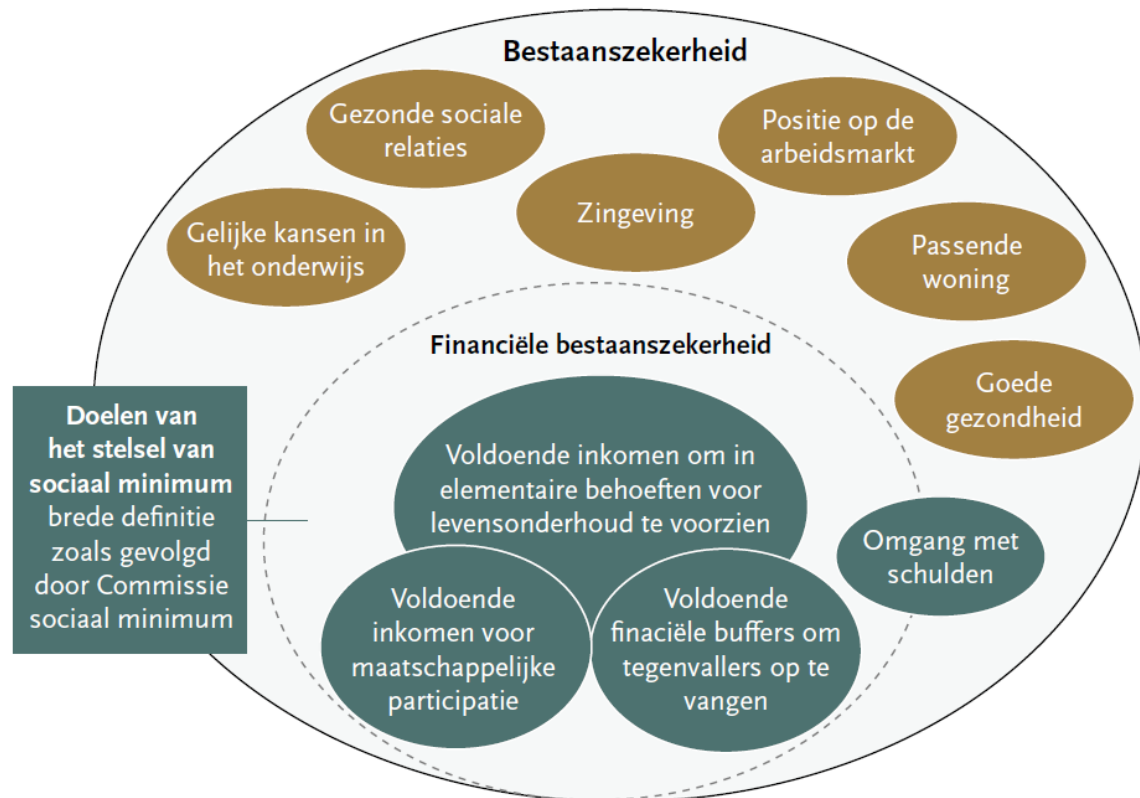 Bestaanszekerheid
Gezonde sociale
relaties
Positie op de
arbeidsmarkt
Zingeving
Gelijke kansen in
het onderwijs
Passende
woning
Financiële bestaanszekerheid
Goede
gezondheid
Doelen van
het stelsel van
sociaal minimum
brede definitie
zoals gevolgd
door Commissie
sociaal minimum
Voldoende inkomen om in
elementaire behoeften voor
levensonderhoud te voorzien
Omgang met
schulden
Voldoende
inkomen voor
maatschappelijke
participatie
Voldoende
finaciële buffers om
tegenvallers op te
vangen